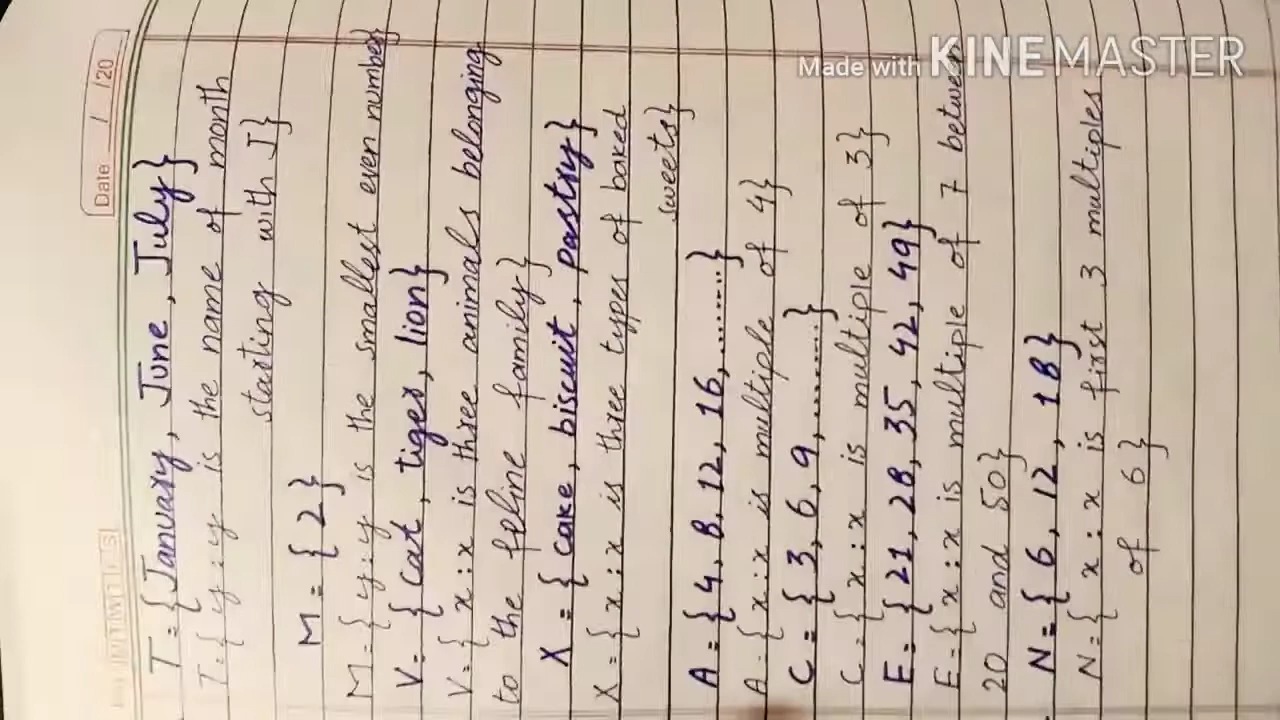 Date / /20
T = {January, June, July}
T = { y : y is the name of month
starting with J}
M = { 2}
M = { y : y is the smallest even number}
V = { cat, tiger, lion}
V = { x : x is three animals belonging
to the feline family}
X = {cake, biscuit, pastry}
X = { x : x is three types of baked
sweets}
A = { 4, 8, 12, 16, ........}
A = { x : x is multiple of 4}
C = { 3, 6, 9, ........}
C = { x : x is multiple of 3}
E = {21, 28, 35, 42, 49}
E = { x : x is multiple of 7 between
20 and 50}
N = { 6, 12, 18}
N = { x : x is first 3 multiples
of 6}
Made with KINEMASTER